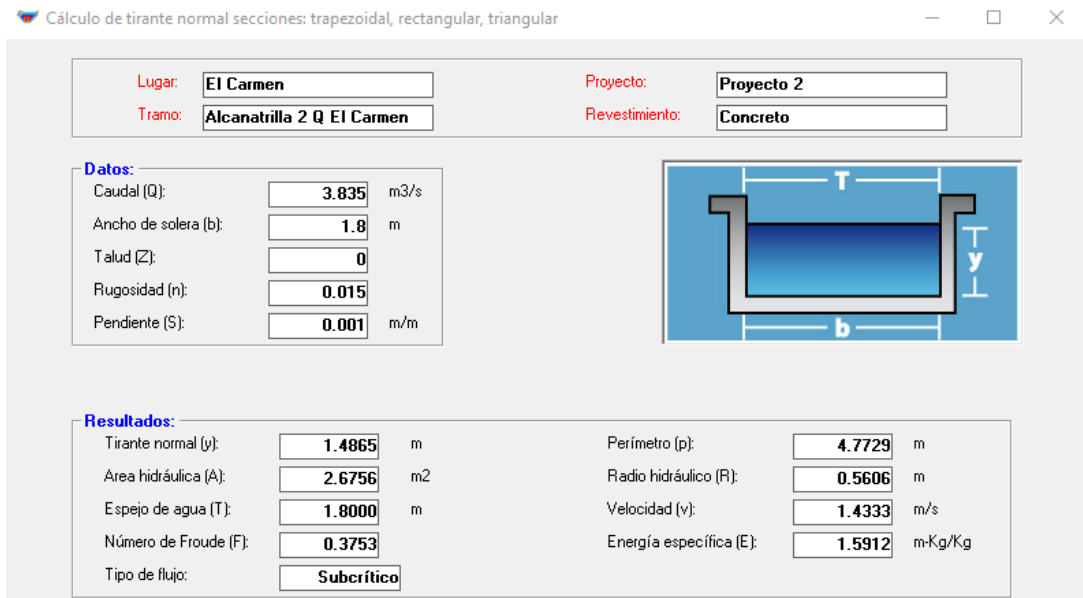 Cálculo de tirante normal secciones: trapezoidal, rectangular, triangular
Lugar: El Carmen Proyecto: Proyecto 2
Tramo: Alcanatrilla 2 Q El Carmen Revestimiento: Concreto
Datos:
Caudal (Q): 3.835 m3/s
Ancho de solera (b): 1.8 m
Talud (Z): 0
Rugosidad (n): 0.015
Pendiente (S): 0.001 m/m
T
y
b
Resultados:
Tirante normal (y): 1.4865 m Perímetro (p): 4.7729 m
Area hidráulica (A): 2.6756 m2 Radio hidráulico (R): 0.5606 m
Espejo de agua (T): 1.8000 m Velocidad (v): 1.4333 m/s
Número de Froude (F): 0.3753 Energía específica (E): 1.5912 m-Kg/Kg
Tipo de flujo: Subcrítico